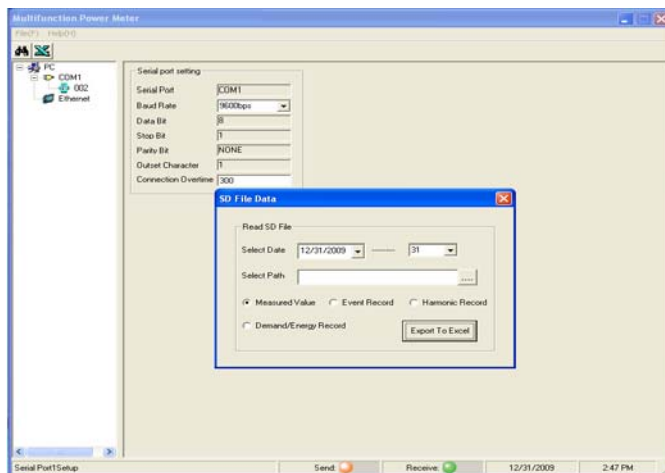 Multifunction Power Meter
File(F) Help(H)
PC
COM1
002
Ethernet
Serial port setting
Serial Port COM1
Baud Rate 9600bps
Data Bit 8
Stop Bit 1
Parity Bit NONE
Outset Character 1
Connection Overtime 300
SD File Data
Read SD File
Select Date 12/31/2009 31
Select Path ....
Measured Value Event Record Harmonic Record
Demand/Energy Record Export To Excel
Serial Port1Setup Send: Receive: 12/31/2009 2:47 PM